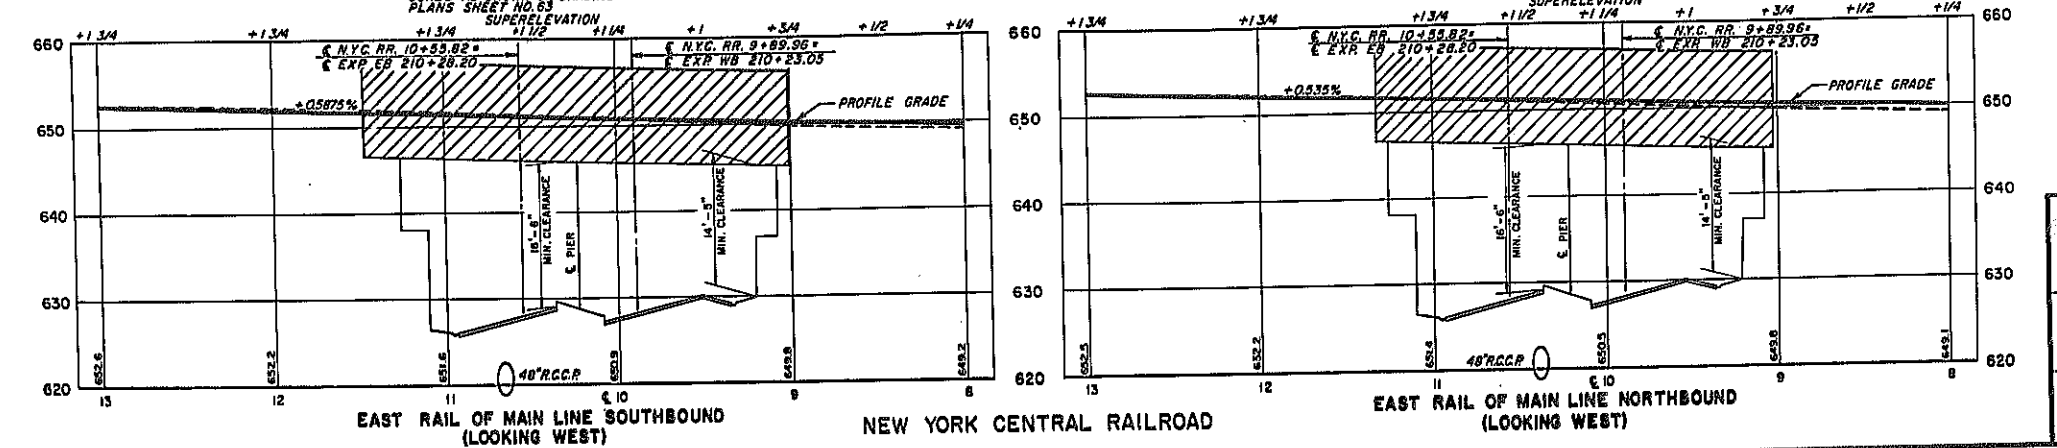 PLANS SHEET NO.63
SUPERELEVATION
+1 3/4 +1 3/4 +1 3/4 +1 1/2 +1 1/4 +1 +3/4 +1/2 +1/4
℄ N.Y.C. RR. 10+55.82=
℄ EXP. EB 210+28.20
℄ N.Y.C. RR. 9+89.96=
℄ EXP. WB 210+23.05
+0.5875%
PROFILE GRADE
660
650
640
630
620
16'-6"
MIN. CLEARANCE
℄ PIER
14'-5"
MIN. CLEARANCE
652.6
652.2
651.6
650.9
649.8
649.2
48"R.C.C.P.
13 12 11 ℄ 10 9 8
EAST RAIL OF MAIN LINE SOUTHBOUND
(LOOKING WEST)
NEW YORK CENTRAL RAILROAD
SUPERELEVATION
+1 3/4 +1 3/4 +1 3/4 +1 1/2 +1 1/4 +1 +3/4 +1/2 +1/4
℄ N.Y.C. RR. 10+55.82=
℄ EXP. EB 210+28.20
℄ N.Y.C. RR. 9+89.96=
℄ EXP. WB 210+23.05
+0.535%
PROFILE GRADE
660 660
650 650
640 640
630 630
620 620
16'-6"
MIN. CLEARANCE
℄ PIER
14'-5"
MIN. CLEARANCE
652.5
652.2
651.4
650.5
649.8
649.1
48"R.C.C.P.
13 12 11 ℄ 10 9 8
EAST RAIL OF MAIN LINE NORTHBOUND
(LOOKING WEST)